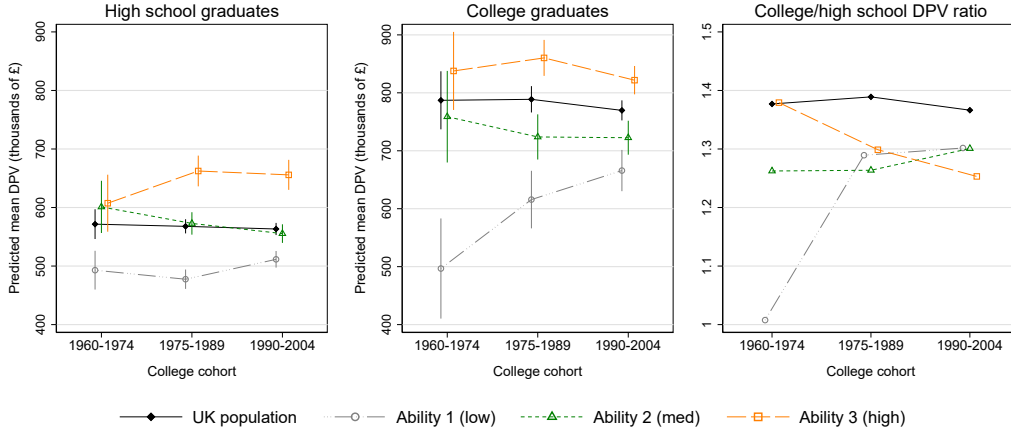 High school graduates
Predicted mean DPV (thousands of £)
900
800
700
600
500
400
1960-1974
1975-1989
1990-2004
College cohort
College graduates
Predicted mean DPV (thousands of £)
900
800
700
600
500
400
1960-1974
1975-1989
1990-2004
College cohort
College/high school DPV ratio
1.5
1.4
1.3
1.2
1.1
1
1960-1974
1975-1989
1990-2004
College cohort
UK population
Ability 1 (low)
Ability 2 (med)
Ability 3 (high)